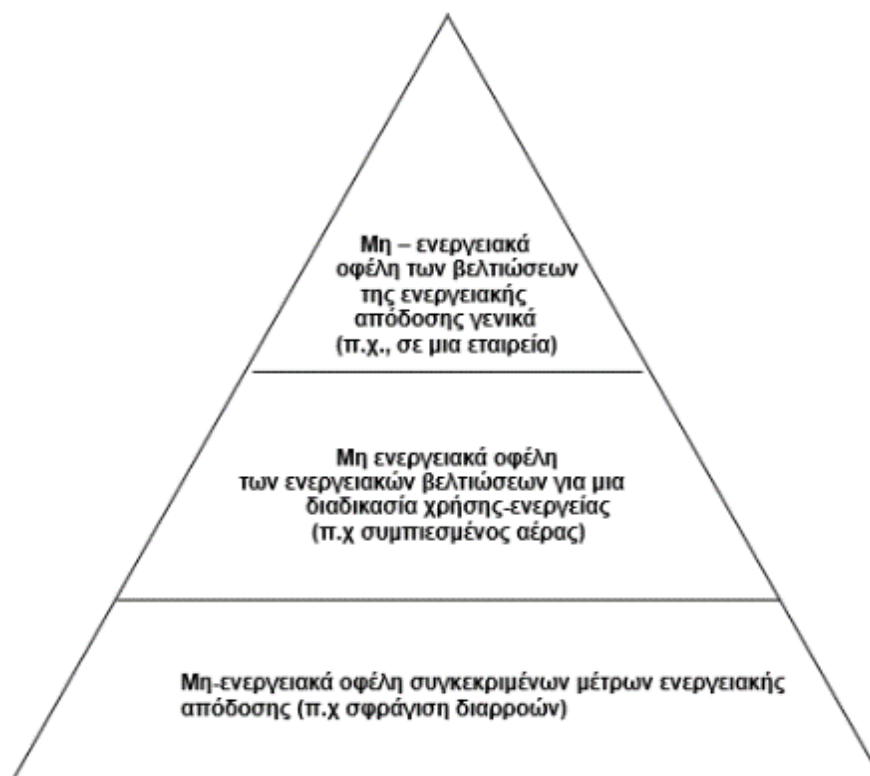 Μη – ενεργειακά
οφέλη των βελτιώσεων
της ενεργειακής
απόδοσης γενικά
(π.χ., σε μια εταιρεία)
Μη ενεργειακά οφέλη
των ενεργειακών βελτιώσεων για μια
διαδικασία χρήσης-ενεργείας
(π.χ συμπιεσμένος αέρας)
Μη-ενεργειακά οφέλη συγκεκριμένων μέτρων ενεργειακής
απόδοσης (π.χ σφράγιση διαρροών)